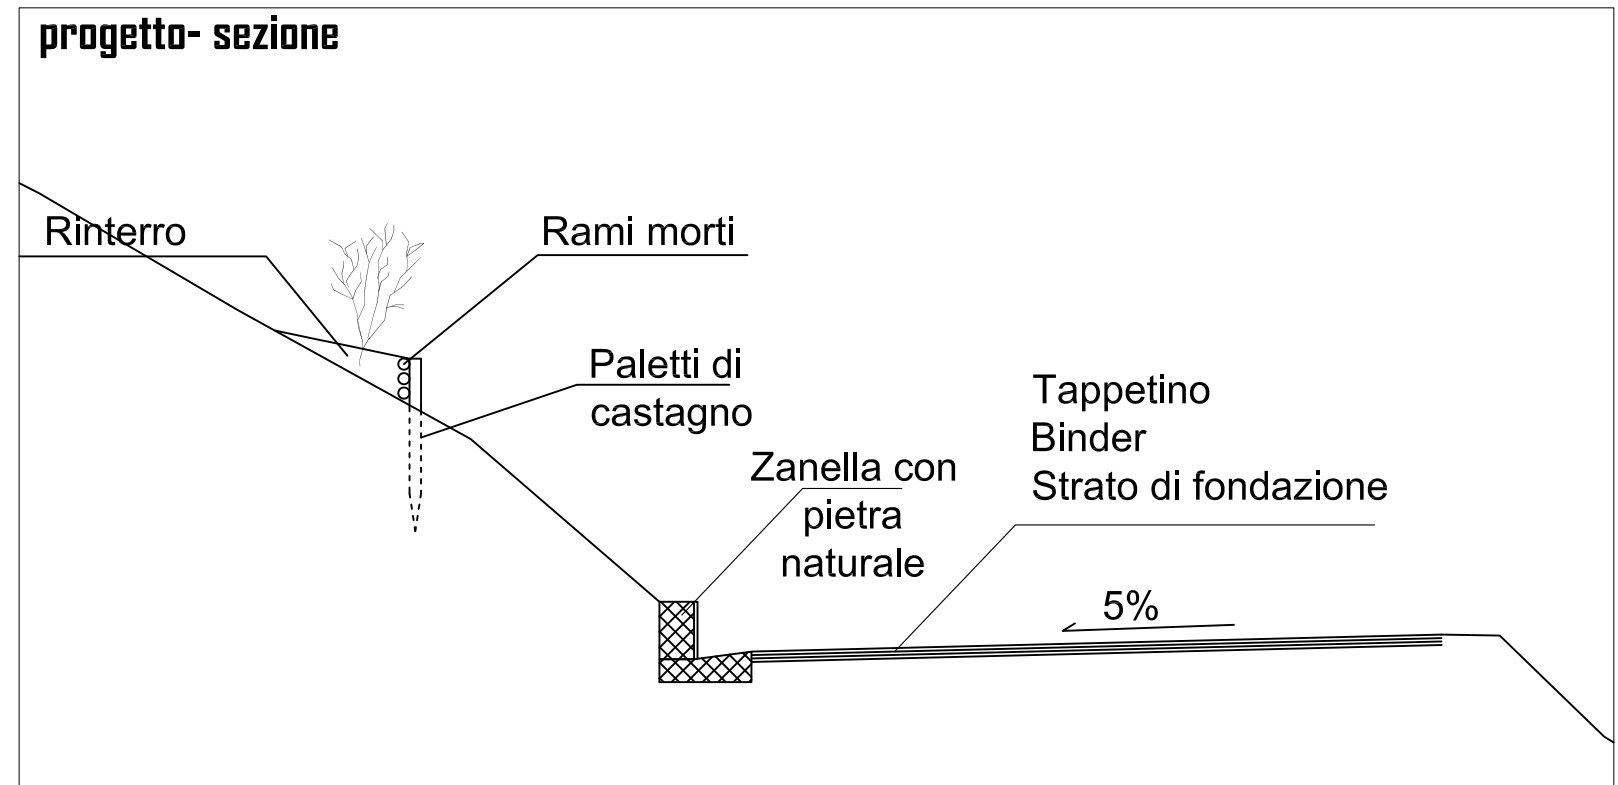 progetto- sezione
Rinterro
Rami morti
Paletti di
castagno
Zanella con
pietra
naturale
Tappetino
Binder
Strato di fondazione
5%